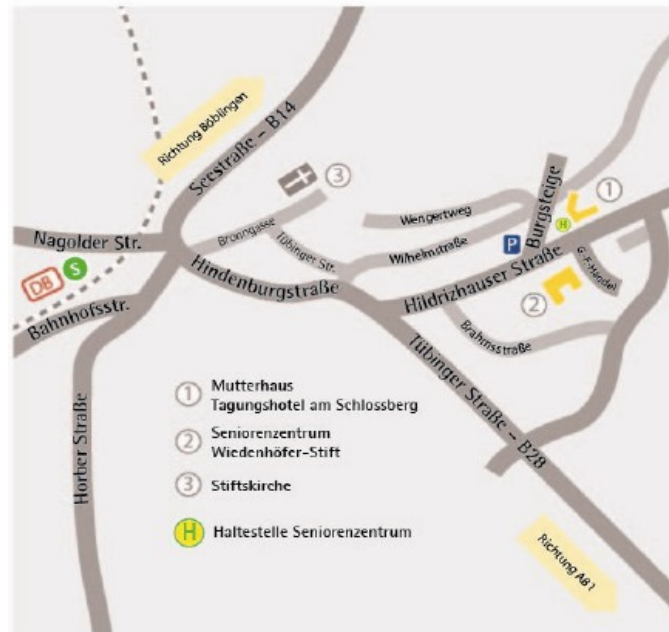 Richtung Böblingen
Seestraße – B14
3
Bronngasse
Tübinger Str.
Wengertweg
Wilhelmstraße
P
Burgsteige
H
1
Nagolder Str.
DB
S
Bahnhofsstr.
Hindenburgstraße
Hildrizhauser Straße
G.-F.-Händel
2
Brahmsstraße
Tübinger Straße – B28
Horber Straße
1 Mutterhaus
Tagungshotel am Schlossberg
2 Seniorenzentrum
Wiedenhöfer-Stift
3 Stiftskirche
H Haltestelle Seniorenzentrum
Richtung A81